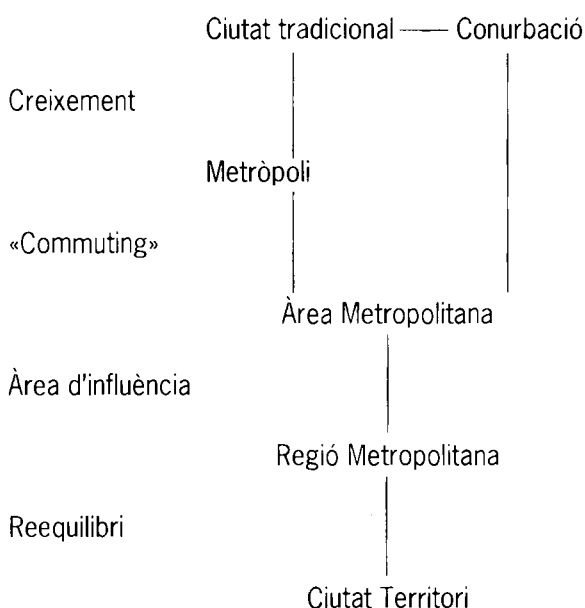 Ciutat tradicional — Conurbació
Creixement
Metròpoli
«Commuting»
Àrea Metropolitana
Àrea d'influència
Regió Metropolitana
Reequilibri
Ciutat Territori